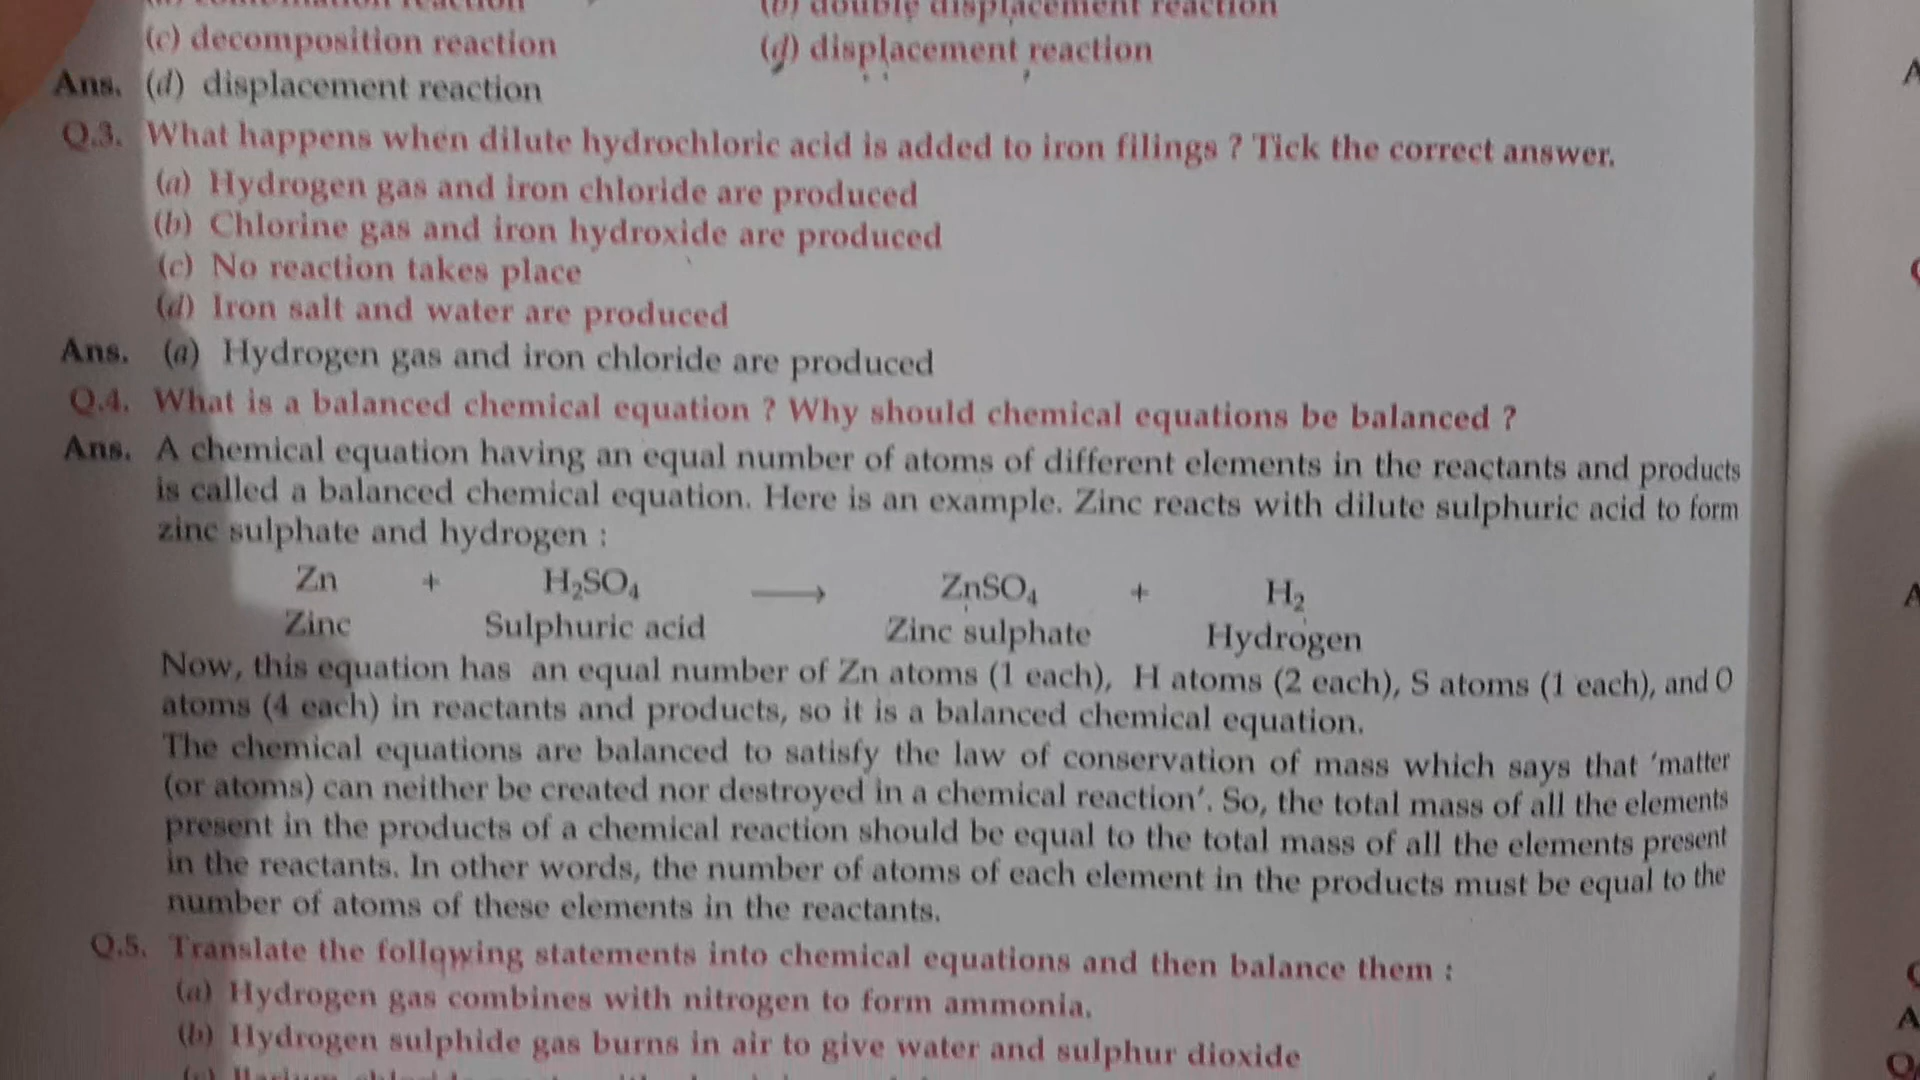 (b) double displacement reaction
(c) decomposition reaction (d) displacement reaction
Ans. (d) displacement reaction
Q.3. What happens when dilute hydrochloric acid is added to iron filings ? Tick the correct answer.
(a) Hydrogen gas and iron chloride are produced
(b) Chlorine gas and iron hydroxide are produced
(c) No reaction takes place
(d) Iron salt and water are produced
Ans. (a) Hydrogen gas and iron chloride are produced
Q.4. What is a balanced chemical equation ? Why should chemical equations be balanced ?
Ans. A chemical equation having an equal number of atoms of different elements in the reactants and products
is called a balanced chemical equation. Here is an example. Zinc reacts with dilute sulphuric acid to form
zinc sulphate and hydrogen :
Zn + H₂SO₄ ⟶ ZnSO₄ + H₂
Zinc Sulphuric acid Zinc sulphate Hydrogen
Now, this equation has an equal number of Zn atoms (1 each), H atoms (2 each), S atoms (1 each), and O
atoms (4 each) in reactants and products, so it is a balanced chemical equation.
The chemical equations are balanced to satisfy the law of conservation of mass which says that ‘matter
(or atoms) can neither be created nor destroyed in a chemical reaction’. So, the total mass of all the elements
present in the products of a chemical reaction should be equal to the total mass of all the elements present
in the reactants. In other words, the number of atoms of each element in the products must be equal to the
number of atoms of these elements in the reactants.
Q.5. Translate the following statements into chemical equations and then balance them :
(a) Hydrogen gas combines with nitrogen to form ammonia.
(b) Hydrogen sulphide gas burns in air to give water and sulphur dioxide